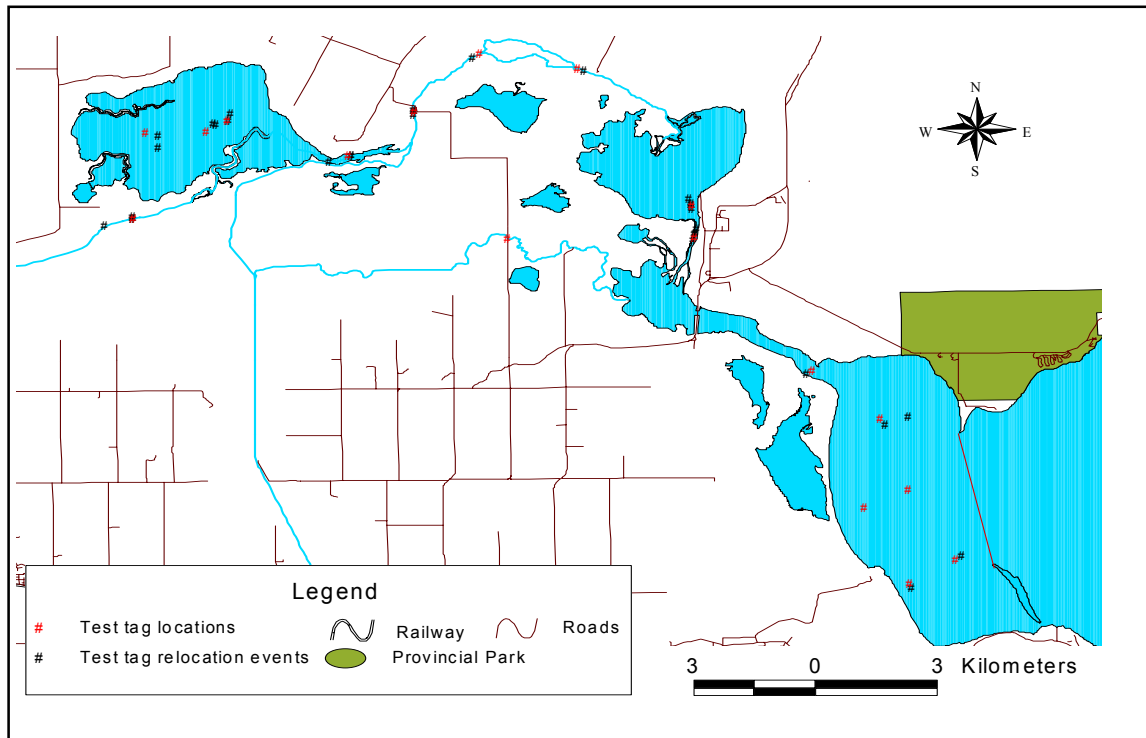 N
W E
S
Legend
# Test tag locations Railway Roads
# Test tag relocation events Provincial Park
3 0 3 Kilometers